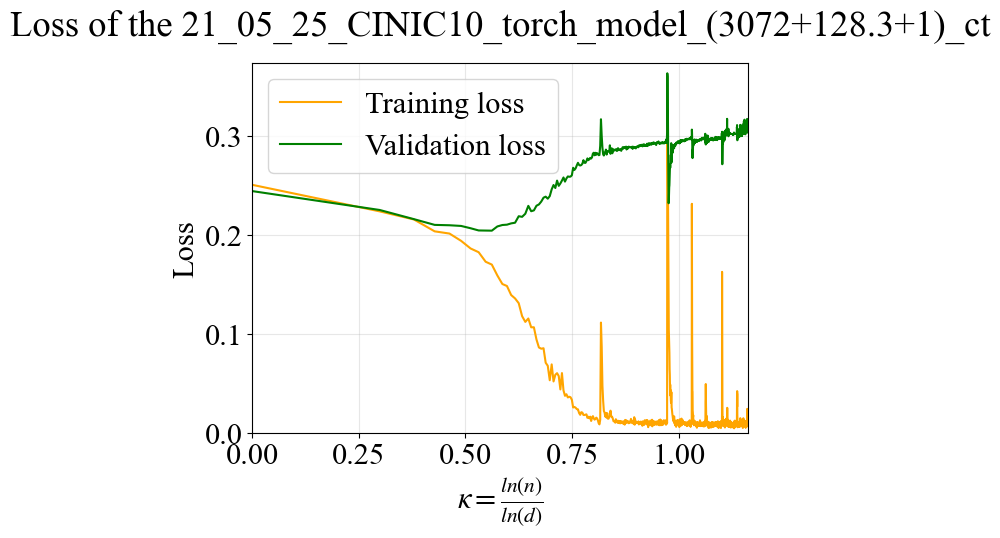 Loss of the 21_05_25_CINIC10_torch_model_(3072+128.3+1)_ct
Training loss
Validation loss
Loss
0.3
0.2
0.1
0.0
0.00 0.25 0.50 0.75 1.00
κ = ln(n)/ln(d)